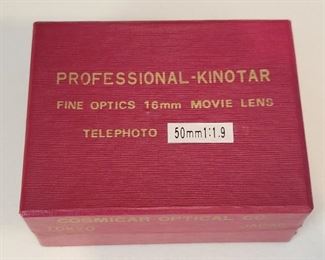 PROFESSIONAL-KINOTAR
FINE OPTICS 16mm MOVIE LENS
TELEPHOTO 50mm1:1.9
COSMICAR OPTICAL CO
TOKYO JAPAN